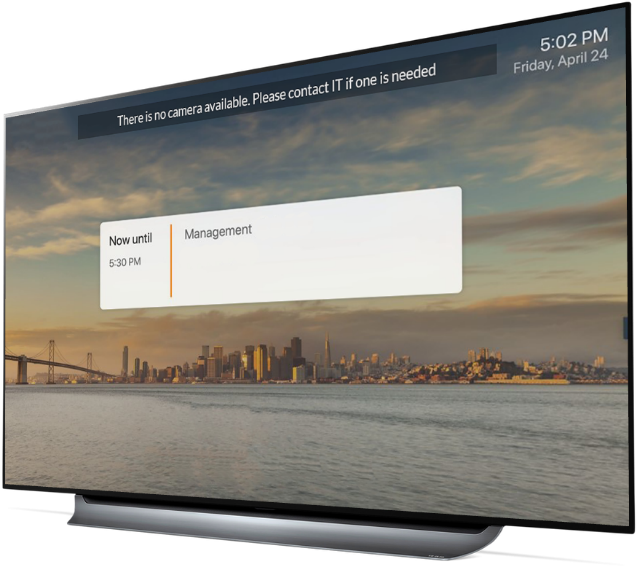 5:02 PM
Friday, April 24
There is no camera available. Please contact IT if one is needed
Now until
5:30 PM
Management